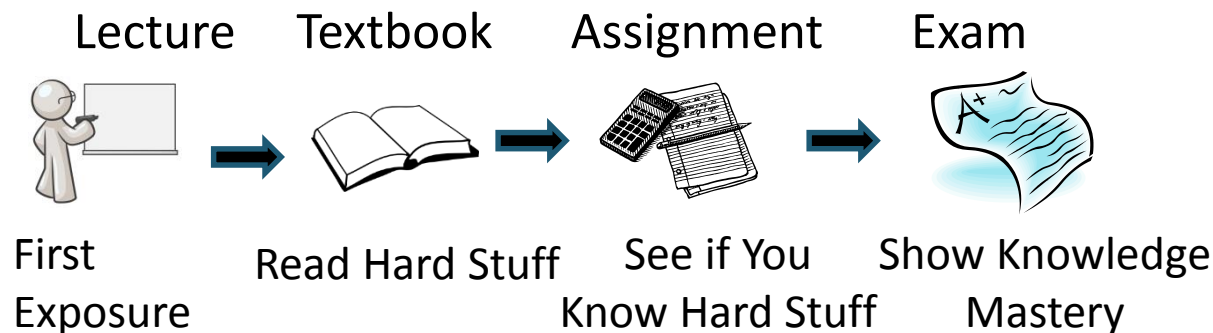 Lecture Textbook Assignment Exam
A+
First
Exposure
Read Hard Stuff
See if You
Know Hard Stuff
Show Knowledge
Mastery